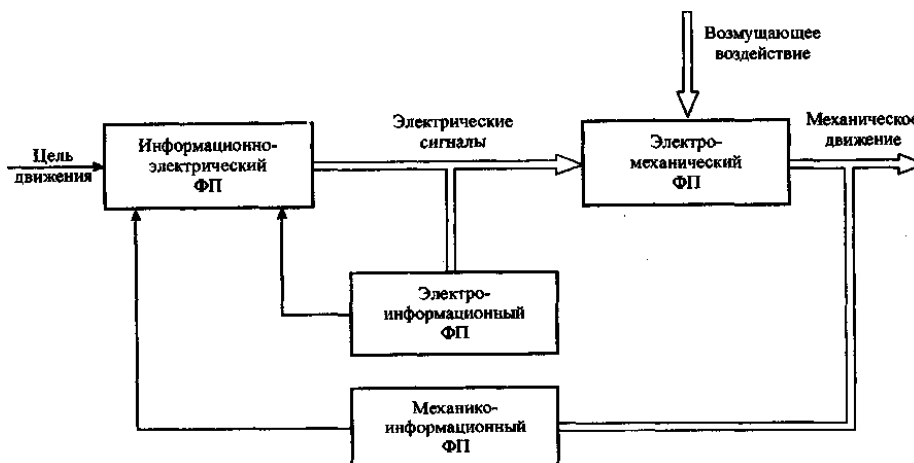 Возмущающее
воздействие
Цель
движения
Информационно-
электрический
ФП
Электрические
сигналы
Электро-
механический
ФП
Механическое
движение
Электро-
информационный
ФП
Механико-
информационный
ФП